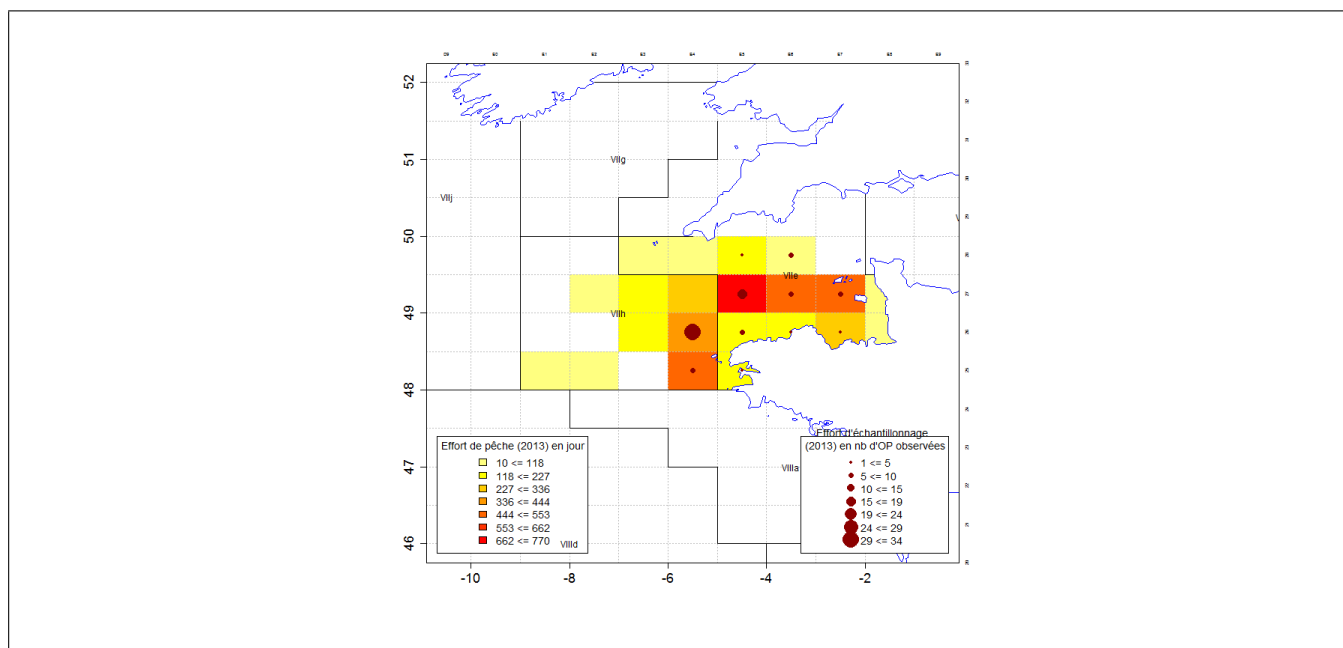 52
51
50
49
48
47
46
-10
-8
-6
-4
-2
VIIg
VIIj
VIIe
VIIh
VIIIa
VIIId
Effort de pêche (2013) en jour
10 <= 118
118 <= 227
227 <= 336
336 <= 444
444 <= 553
553 <= 662
662 <= 770
Effort d'échantillonnage
(2013) en nb d'OP observées
1 <= 5
5 <= 10
10 <= 15
15 <= 19
19 <= 24
24 <= 29
29 <= 34